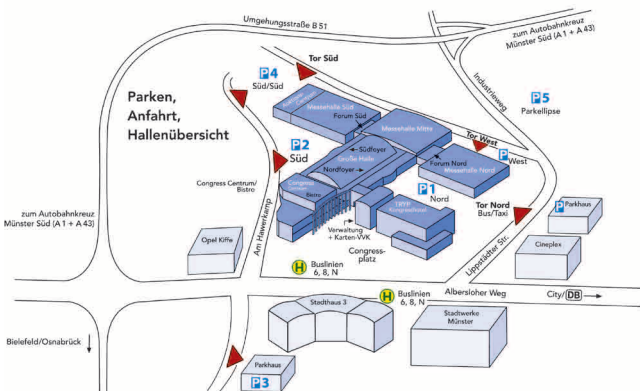 Umgehungsstraße B 51
zum Autobahnkreuz
Münster Süd (A 1 + A 43)
Tor Süd
P4
Süd/Süd
Industrieweg
P5
Parkellipse
Parken,
Anfahrt,
Hallenübersicht
Messehalle Süd
Forum Süd
Messehalle Mitte
Tor West
P2
Süd
Südfoyer
Große Halle
Forum Nord
P
West
Nordfoyer
Messehalle Nord
Congress Centrum/
Bistro
Congress
Bistro
P1
Nord
Tor Nord
Bus/Taxi
Parkhaus
P
zum Autobahnkreuz
Münster Süd (A 1 + A 43)
Am Hawerkamp
Opel Kiffe
Verwaltung
+ Karten-VVK
Congress-
platz
Lippstädter Str.
Cineplex
H
Buslinien
6, 8, N
H
Buslinien
6, 8, N
Albersloher Weg
City/DB
Stadthaus 3
Stadtwerke
Münster
Bielefeld/Osnabrück
Parkhaus
P3